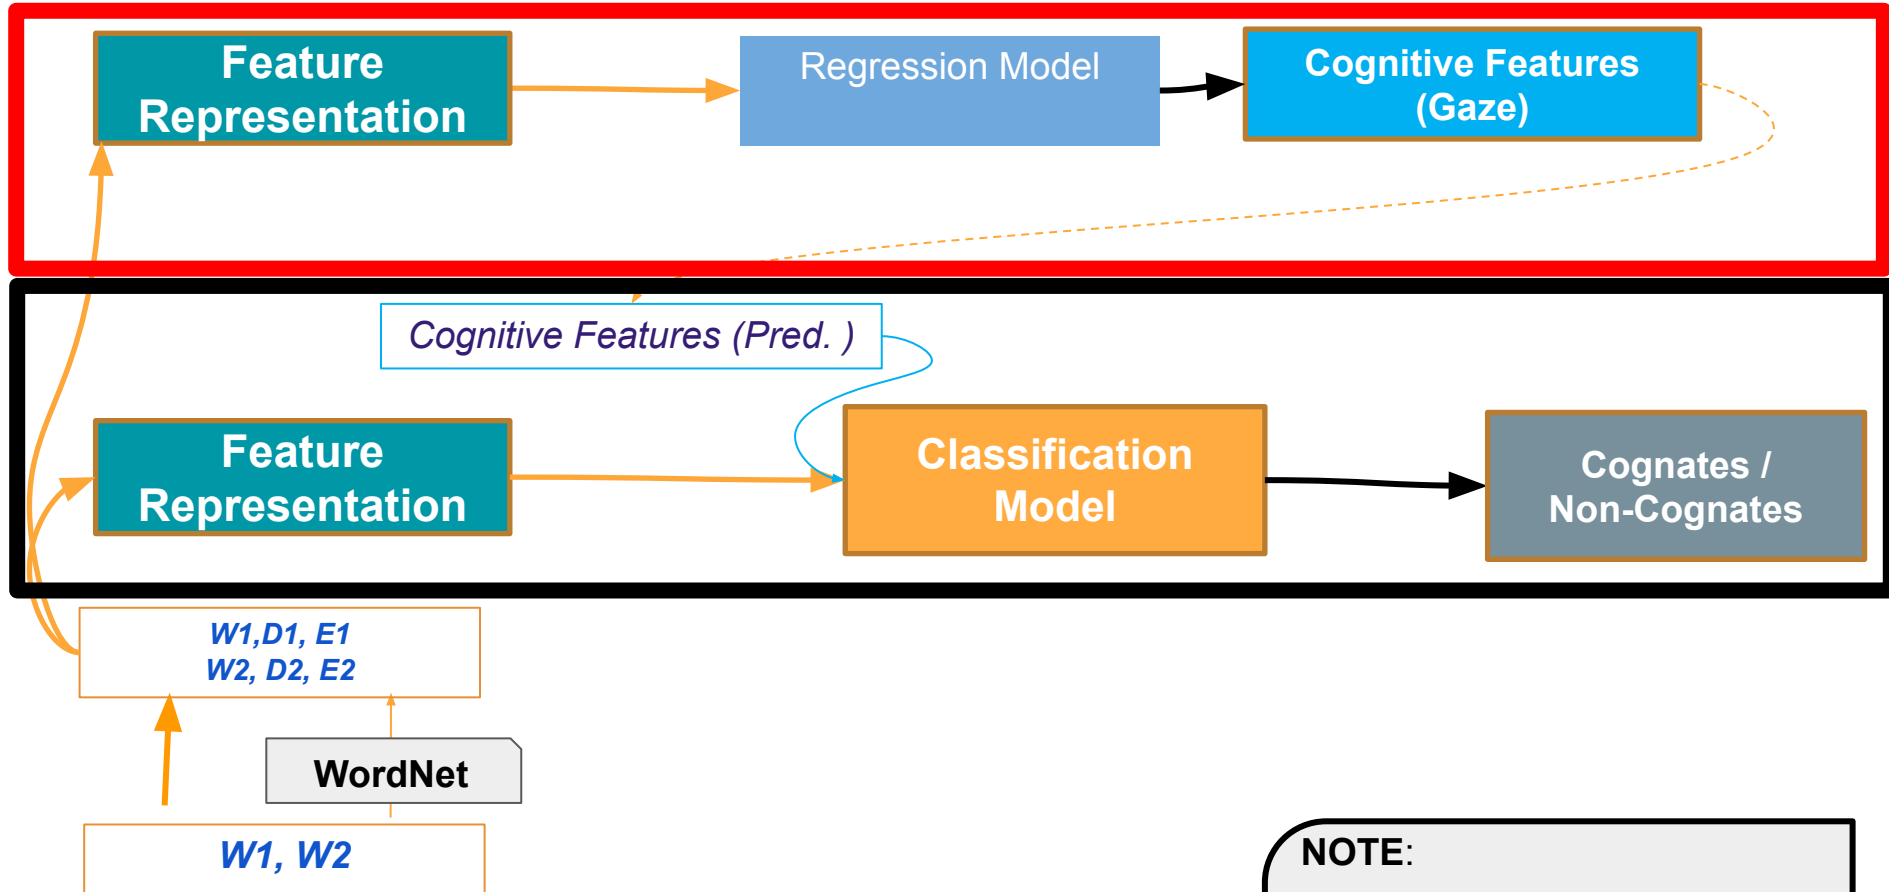 Feature
Representation
Regression Model
Cognitive Features
(Gaze)
Cognitive Features (Pred. )
Feature
Representation
Classification
Model
Cognates /
Non-Cognates
W1,D1, E1
W2, D2, E2
WordNet
W1, W2
NOTE: